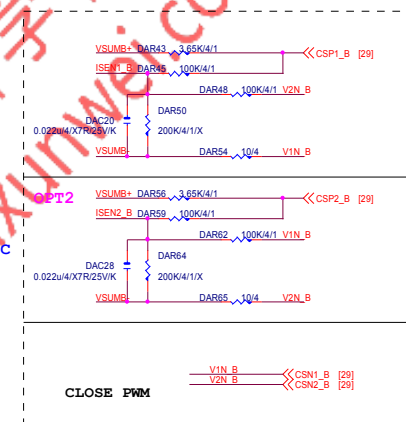 VSUMB+ DAR43 3.65K/4/1 CSP1_B [29]
ISEN1_B DAR45 100K/4/1
DAR48 100K/4/1 V2N_B
DAR50
DAC20
0.022u/4/X7R/25V/K 200K/4/1/X
VSUMB- DAR54 10/4 V1N_B
OPT2 VSUMB+ DAR56 3.65K/4/1 CSP2_B [29]
ISEN2_B DAR59 100K/4/1
DAR62 100K/4/1 V1N_B
C
DAR64
DAC28
0.022u/4/X7R/25V/K 200K/4/1/X
VSUMB- DAR65 10/4 V2N_B
V1N_B CSN1_B [29]
V2N_B CSN2_B [29]
CLOSE PWM